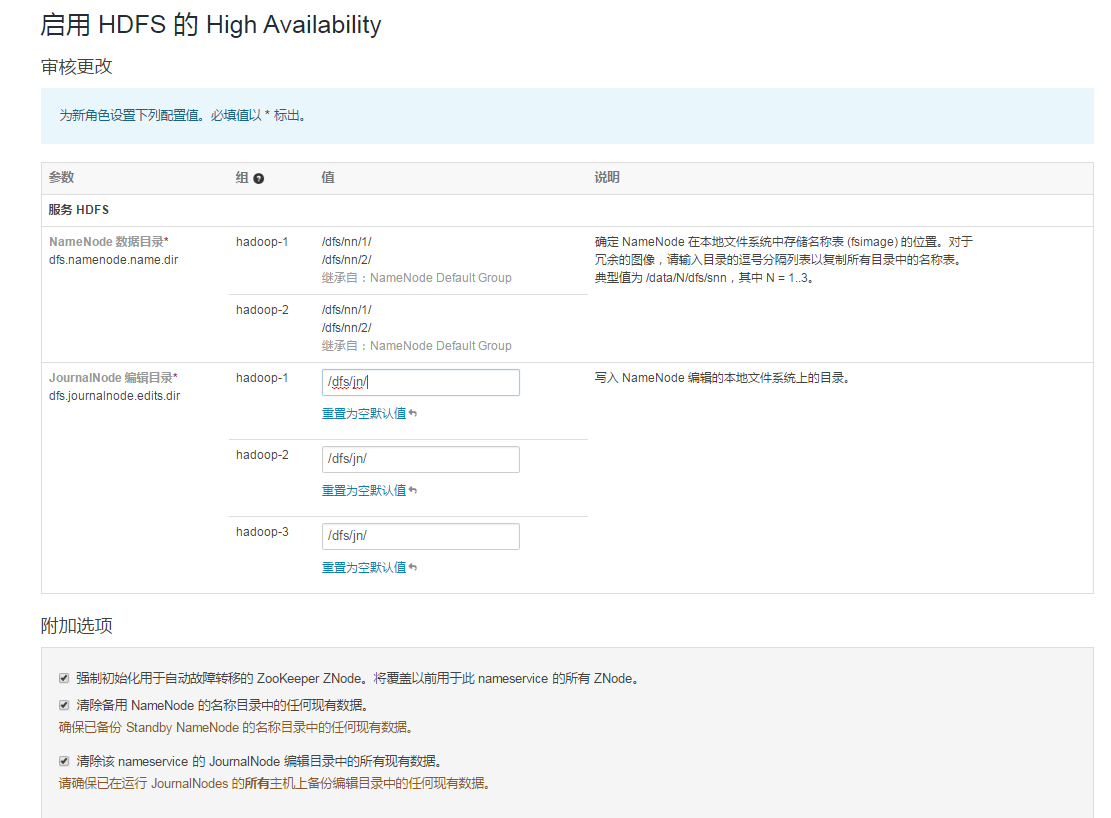 启用 HDFS 的 High Availability
审核更改
为新角色设置下列配置值。必填值以 * 标出。
参数 组 值 说明
服务 HDFS
NameNode 数据目录* hadoop-1 /dfs/nn/1/ 确定 NameNode 在本地文件系统中存储名称表 (fsimage) 的位置。对于
dfs.namenode.name.dir /dfs/nn/2/ 冗余的图像，请输入目录的逗号分隔列表以复制所有目录中的名称表。
继承自：NameNode Default Group 典型值为 /data/N/dfs/snn，其中 N = 1..3。
hadoop-2 /dfs/nn/1/
/dfs/nn/2/
继承自：NameNode Default Group
JournalNode 编辑目录* hadoop-1 /dfs/jn/ 写入 NameNode 编辑的本地文件系统上的目录。
dfs.journalnode.edits.dir
重置为空默认值
hadoop-2 /dfs/jn/
重置为空默认值
hadoop-3 /dfs/jn/
重置为空默认值
附加选项
强制初始化用于自动故障转移的 ZooKeeper ZNode。将覆盖以前用于此 nameservice 的所有 ZNode。
清除备用 NameNode 的名称目录中的任何现有数据。
确保已备份 Standby NameNode 的名称目录中的任何现有数据。
清除该 nameservice 的 JournalNode 编辑目录中的所有现有数据。
请确保已在运行 JournalNodes 的所有主机上备份编辑目录中的任何现有数据。